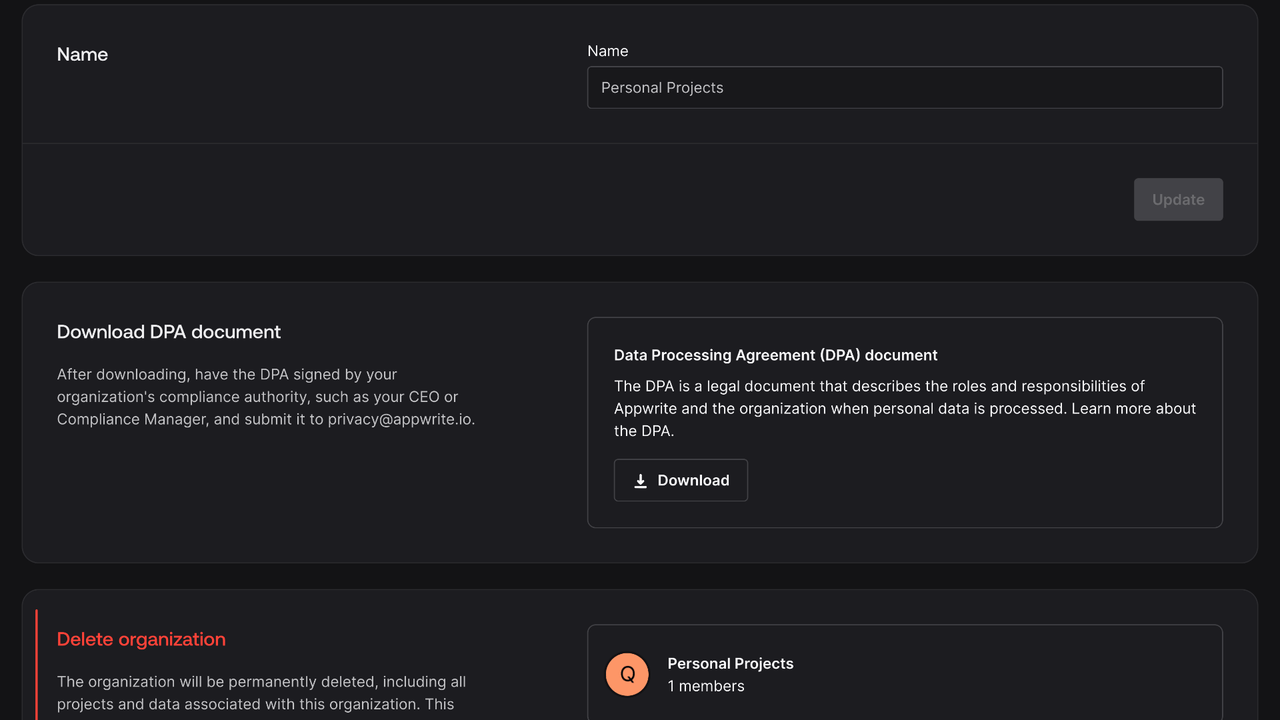 Name
Name
Personal Projects
Update
Download DPA document
After downloading, have the DPA signed by your
organization's compliance authority, such as your CEO or
Compliance Manager, and submit it to privacy@appwrite.io.
Data Processing Agreement (DPA) document
The DPA is a legal document that describes the roles and responsibilities of
Appwrite and the organization when personal data is processed. Learn more about
the DPA.
Download
Delete organization
The organization will be permanently deleted, including all
projects and data associated with this organization. This
Q
Personal Projects
1 members